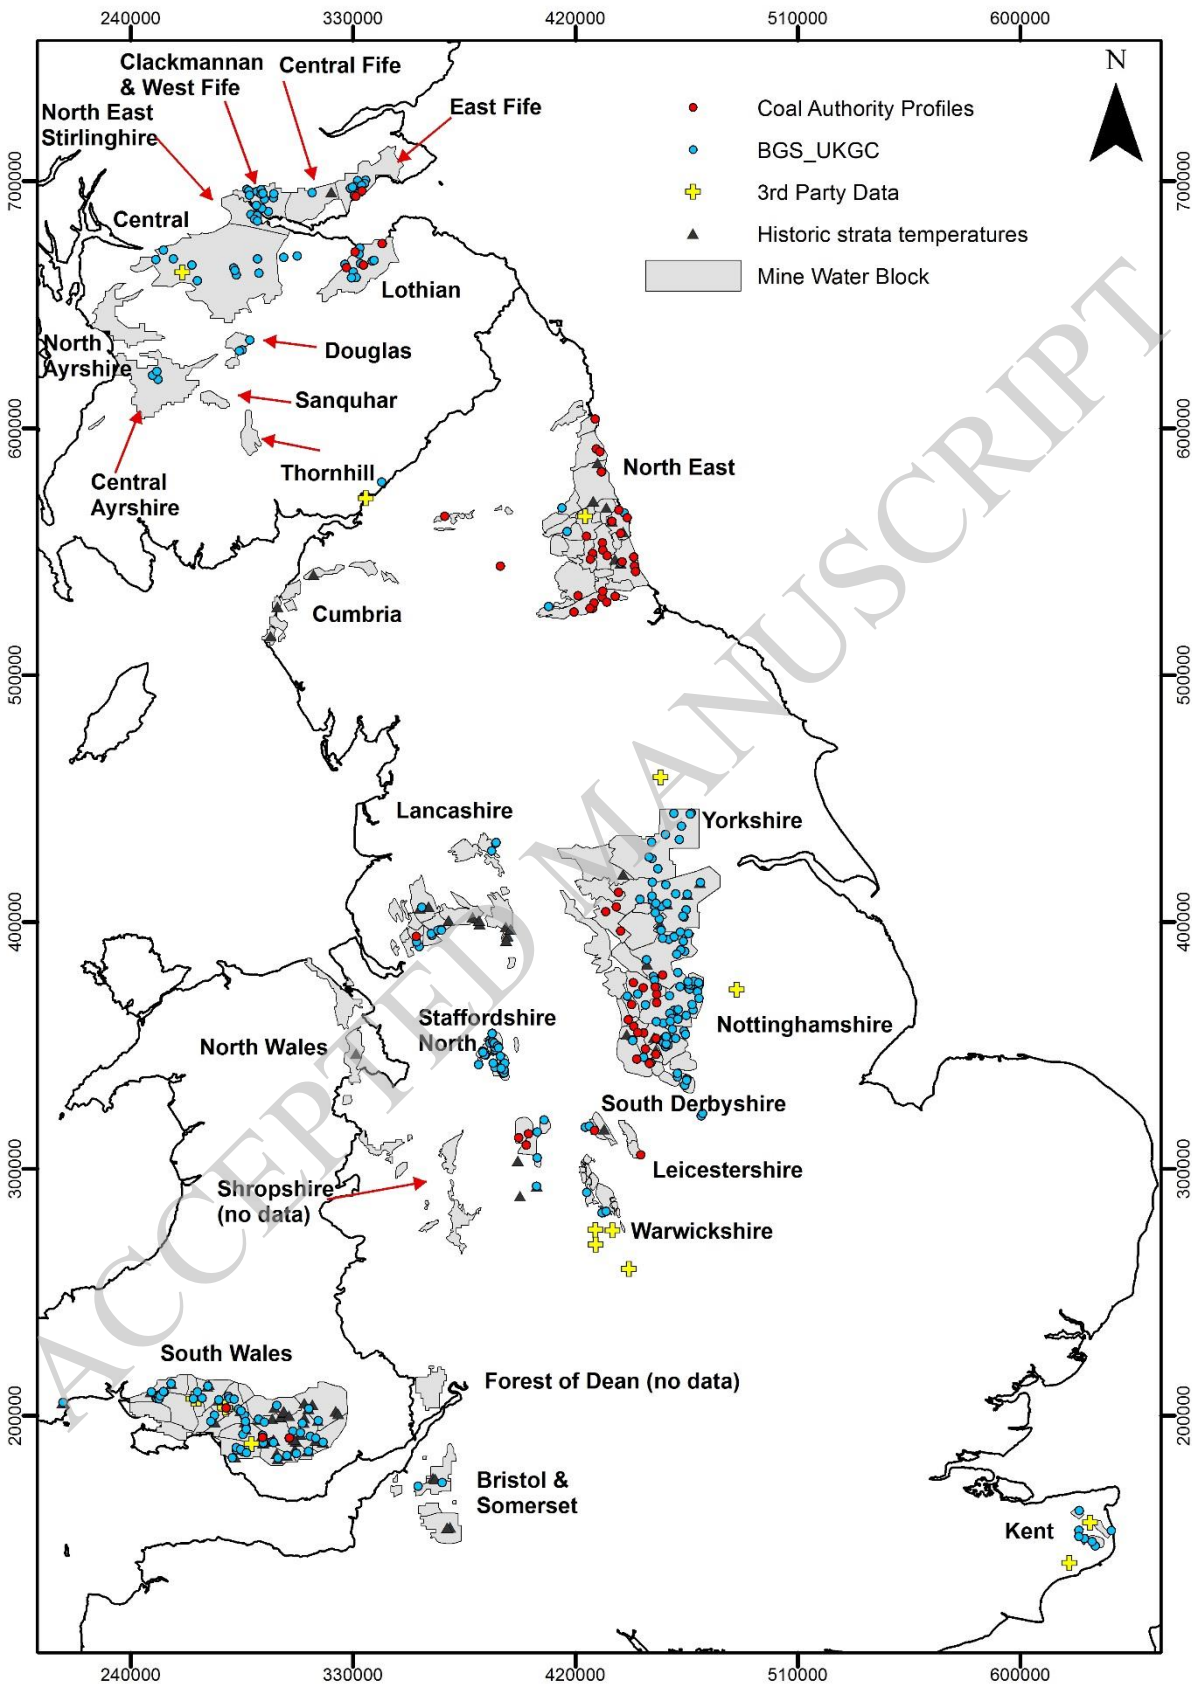 240000 330000 420000 510000 600000
Clackmannan
& West Fife
Central Fife
North East
Stirlinghire
East Fife
N
Coal Authority Profiles
BGS_UKGC
3rd Party Data
Historic strata temperatures
Mine Water Block
700000
700000
Central
Lothian
North
Ayrshire
Douglas
Sanquhar
600000
600000
Thornhill
Central
Ayrshire
North East
Cumbria
500000
500000
Lancashire
Yorkshire
400000
400000
Staffordshire
North
North Wales
Nottinghamshire
South Derbyshire
300000
300000
Leicestershire
Shropshire
(no data)
Warwickshire
South Wales
Forest of Dean (no data)
200000
200000
Bristol &
Somerset
Kent
240000 330000 420000 510000 600000
ACCEPTED MANUSCRIPT